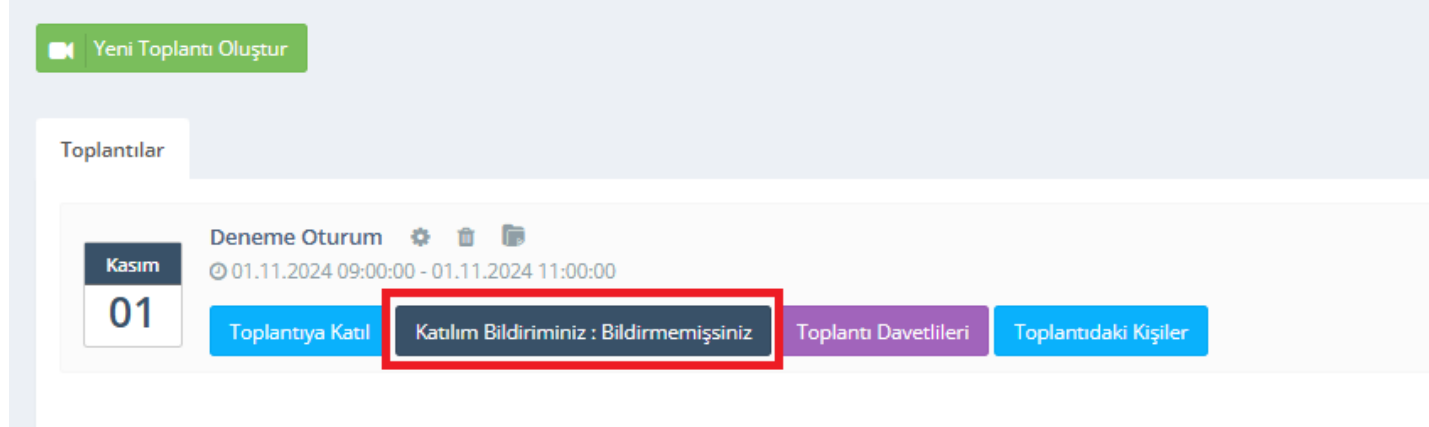 Yeni Toplantı Oluştur
Toplantılar
Kasım
01
Deneme Oturum
01.11.2024 09:00:00 - 01.11.2024 11:00:00
Toplantıya Katıl
Katılım Bildiriminiz : Bildirmemişsiniz
Toplantı Davetlileri
Toplantıdaki Kişiler